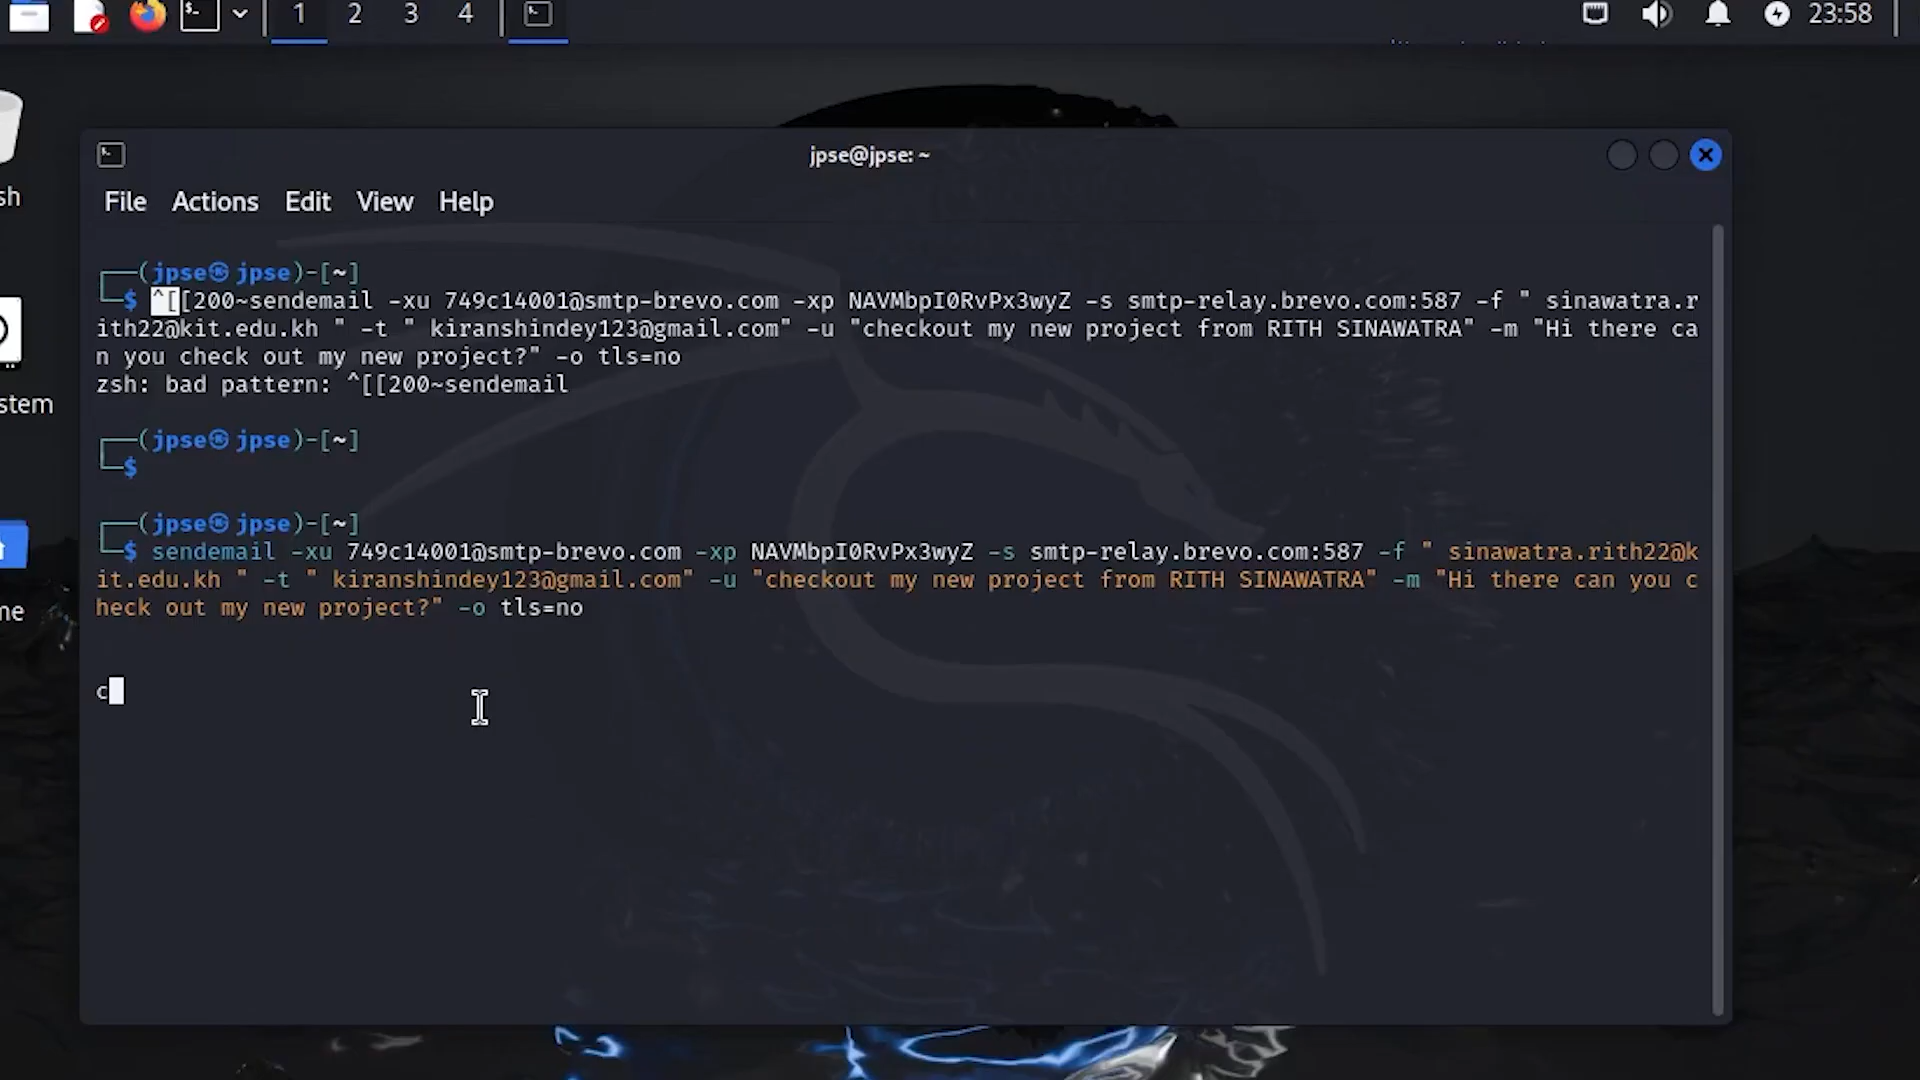 1 2 3 4 23:58
sh
stem
me
jpse@jpse: ~
File Actions Edit View Help
(jpse㉿jpse)-[~]
$ ^[[200~sendemail -xu 749c14001@smtp-brevo.com -xp NAVMbpI0RvPx3wyZ -s smtp-relay.brevo.com:587 -f " sinawatra.r
ith22@kit.edu.kh " -t " kiranshindey123@gmail.com" -u "checkout my new project from RITH SINAWATRA" -m "Hi there ca
n you check out my new project?" -o tls=no
zsh: bad pattern: ^[[200~sendemail
(jpse㉿jpse)-[~]
$
(jpse㉿jpse)-[~]
$ sendemail -xu 749c14001@smtp-brevo.com -xp NAVMbpI0RvPx3wyZ -s smtp-relay.brevo.com:587 -f " sinawatra.rith22@k
it.edu.kh " -t " kiranshindey123@gmail.com" -u "checkout my new project from RITH SINAWATRA" -m "Hi there can you c
heck out my new project?" -o tls=no
c